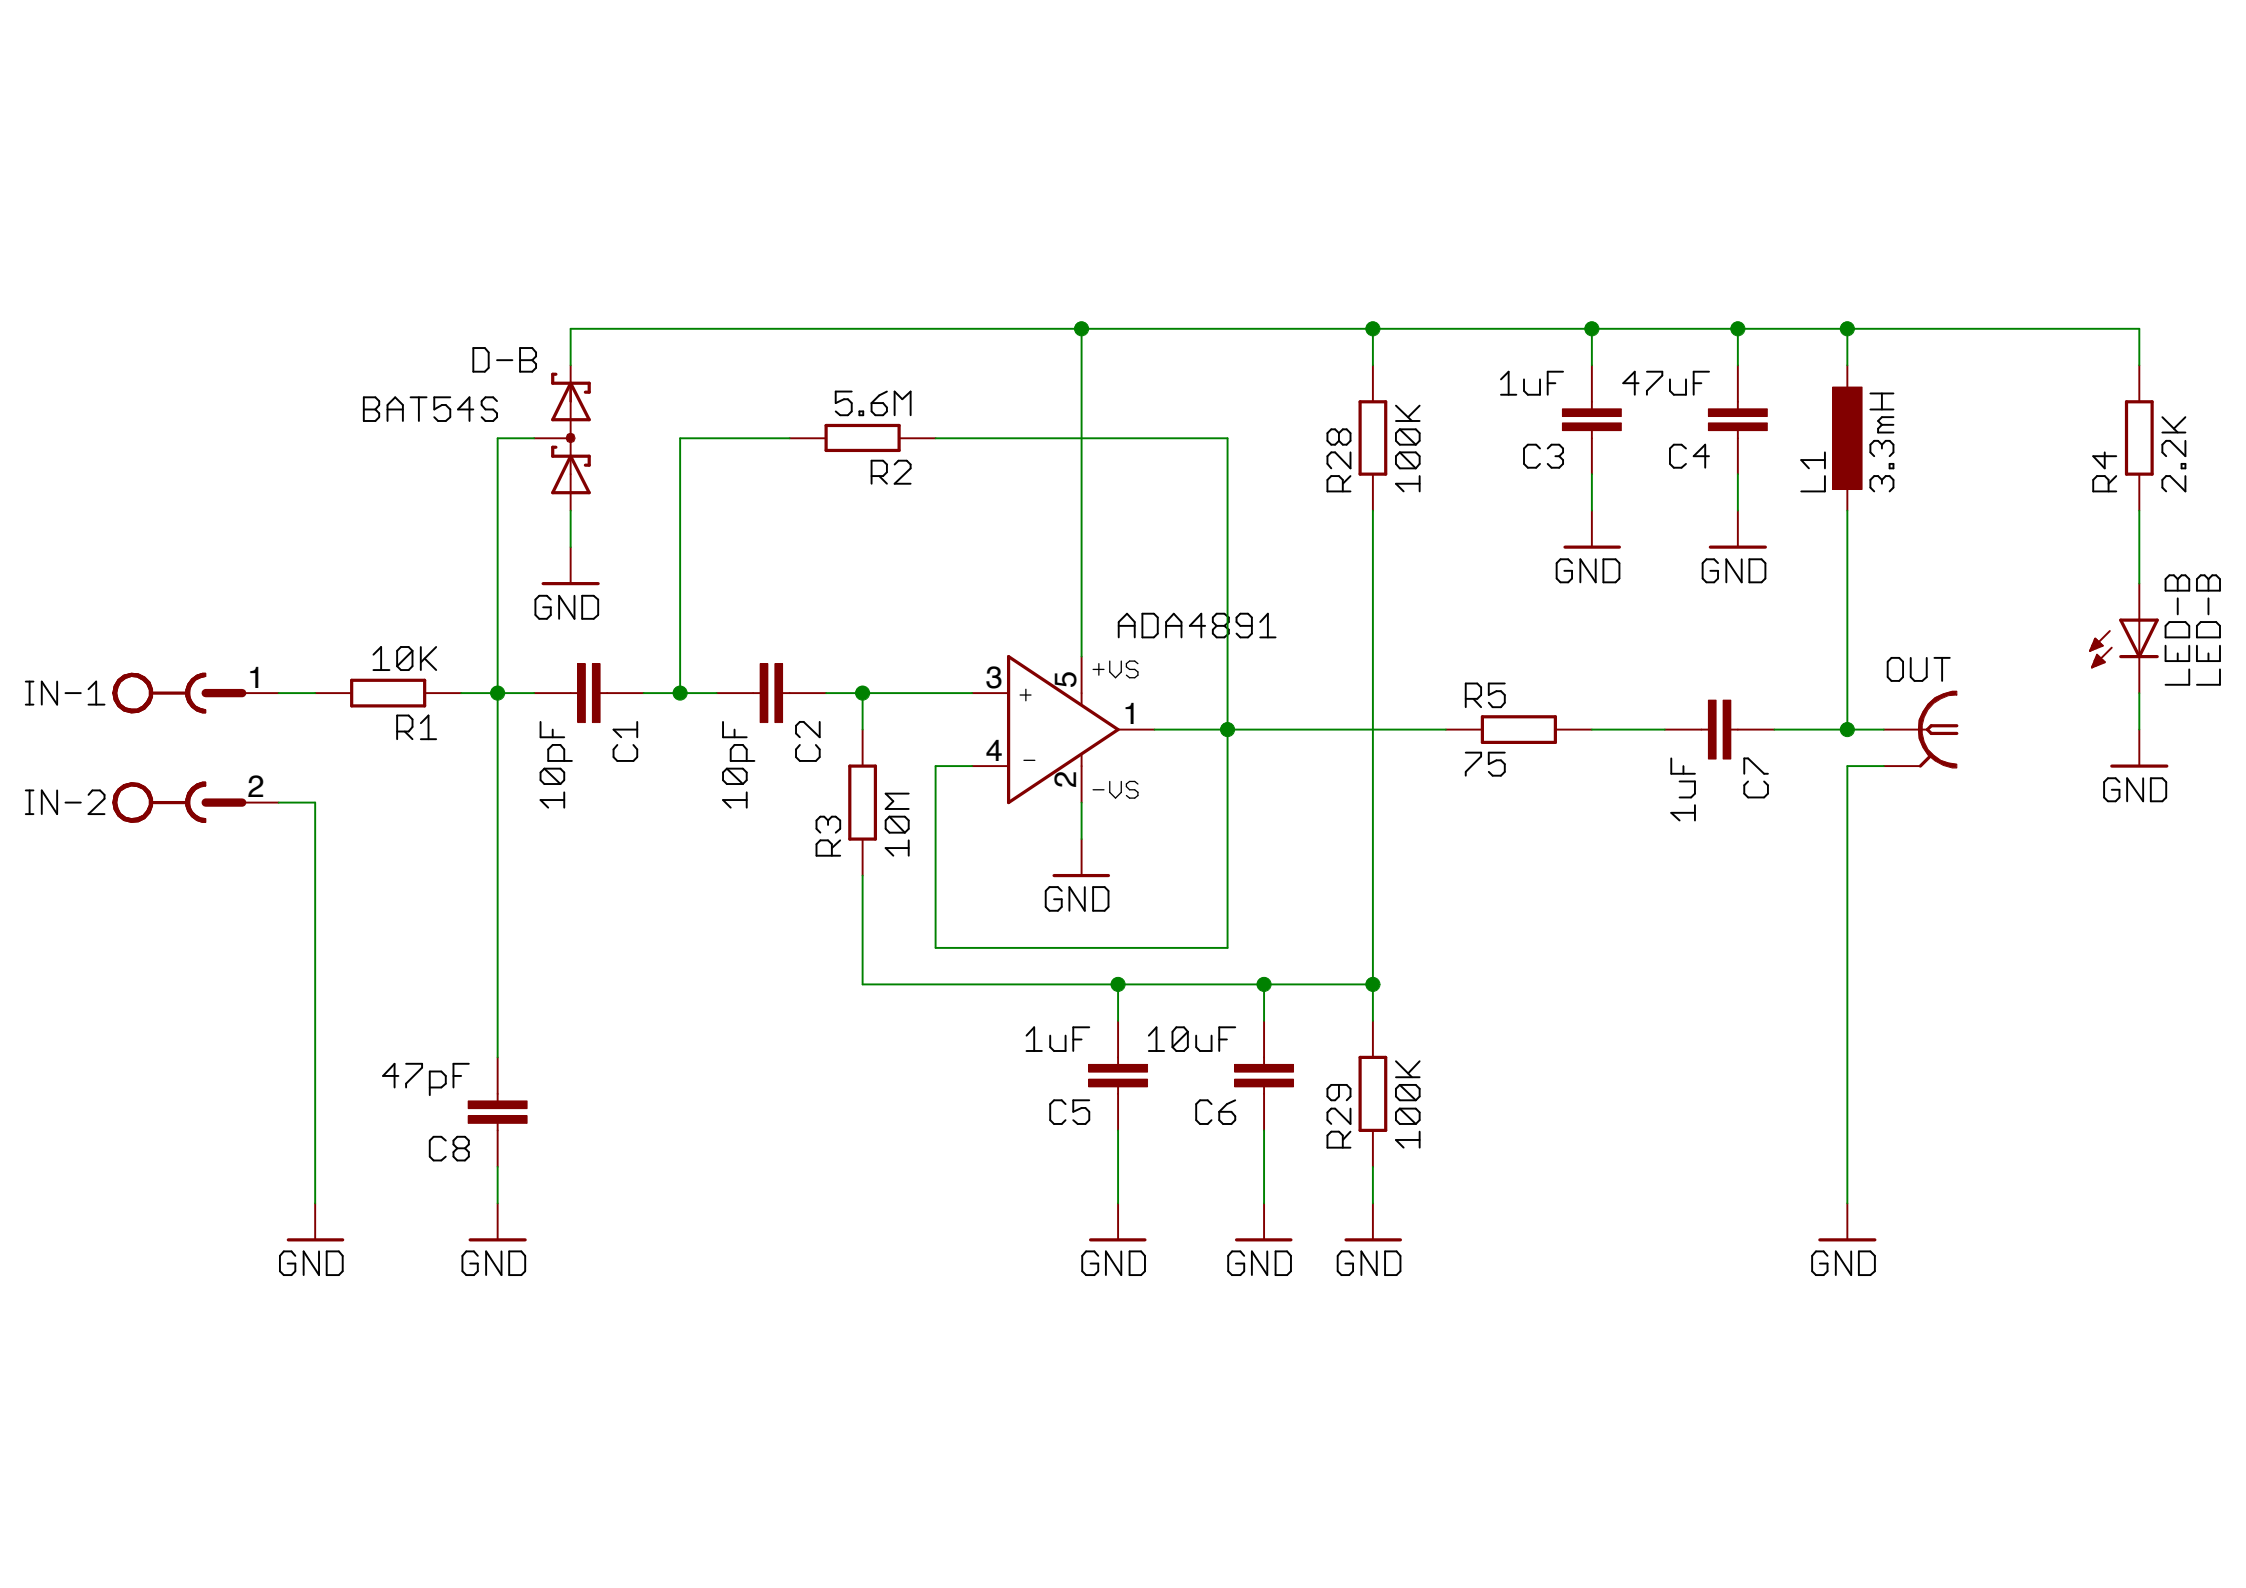 D-B
BAT54S
GND
5.6M
R2
R28
100K
1uF
C3
GND
47uF
C4
GND
L1
3.3mH
R4
2.2K
LED-B
LED-B
GND
IN-1
1
10K
R1
IN-2
2
10pF
C1
10pF
C2
R3
10M
ADA4891
3
+
5
+VS
1
4
-
2
-VS
GND
R5
75
1uF
C7
OUT
47pF
C8
1uF
C5
10uF
C6
R29
100K
GND
GND
GND
GND
GND
GND